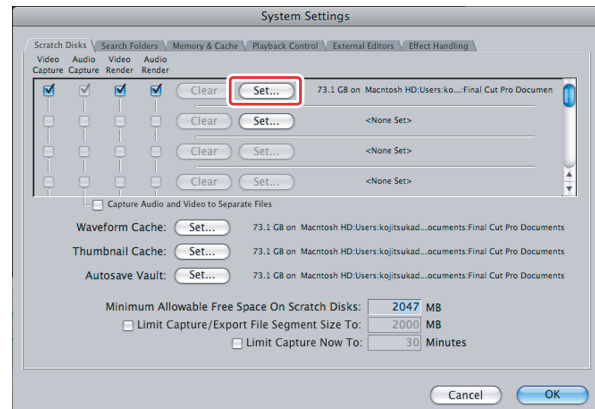 System Settings
Scratch Disks Search Folders Memory & Cache Playback Control External Editors Effect Handling
Video Audio Video Audio
Capture Capture Render Render
Clear Set... 73.1 GB on Macntosh HD:Users:ko...:Final Cut Pro Documen
Clear Set... <None Set>
Clear Set... <None Set>
Clear Set... <None Set>
Capture Audio and Video to Separate Files
Waveform Cache: Set... 73.1 GB on Macntosh HD:Users:kojitsukad...ocuments:Final Cut Pro Documents
Thumbnail Cache: Set... 73.1 GB on Macntosh HD:Users:kojitsukad...ocuments:Final Cut Pro Documents
Autosave Vault: Set... 73.1 GB on Macntosh HD:Users:kojitsukad...ocuments:Final Cut Pro Documents
Minimum Allowable Free Space On Scratch Disks: 2047 MB
Limit Capture/Export File Segment Size To: 2000 MB
Limit Capture Now To: 30 Minutes
Cancel OK